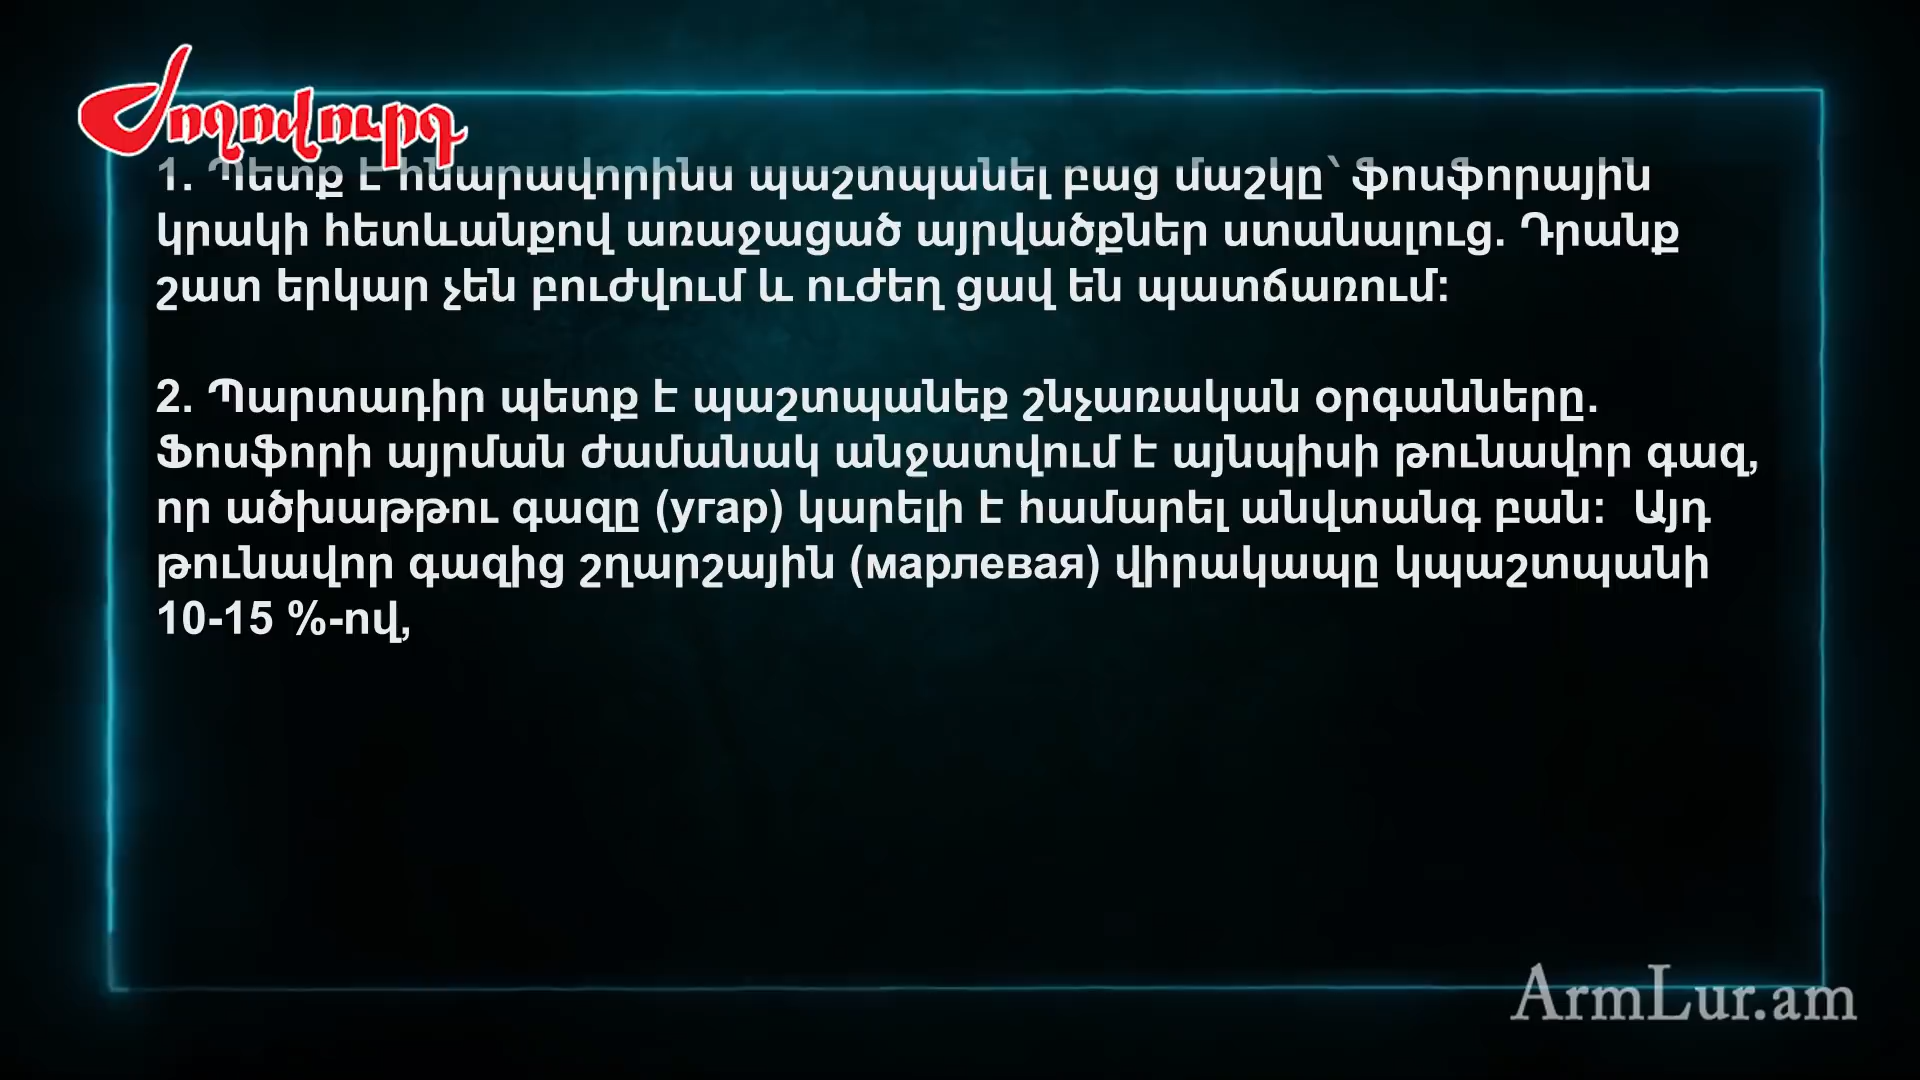 Ժողովուրդ
1. Պետք է հնարավորինս պաշտպանել բաց մաշկը՝ ֆոսֆորային
կրակի հետևանքով առաջացած այրվածքներ ստանալուց. Դրանք
շատ երկար չեն բուժվում և ուժեղ ցավ են պատճառում:
2. Պարտադիր պետք է պաշտպանեք շնչառական օրգանները.
Ֆոսֆորի այրման ժամանակ անջատվում է այնպիսի թունավոր գազ,
որ ածխաթթու գազը (угар) կարելի է համարել անվտանգ բան: Այդ
թունավոր գազից շղարշային (марлевая) վիրակապը կպաշտպանի
10-15 %-ով,
ArmLur.am